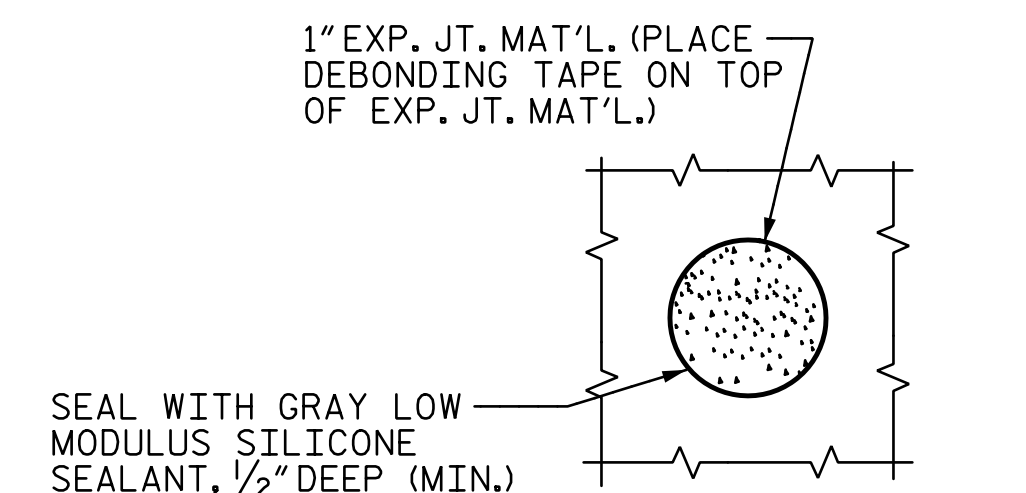 1" EXP. JT. MAT'L. (PLACE
DEBONDING TAPE ON TOP
OF EXP. JT. MAT'L.)
SEAL WITH GRAY LOW
MODULUS SILICONE
SEALANT, 1/2" DEEP (MIN.)